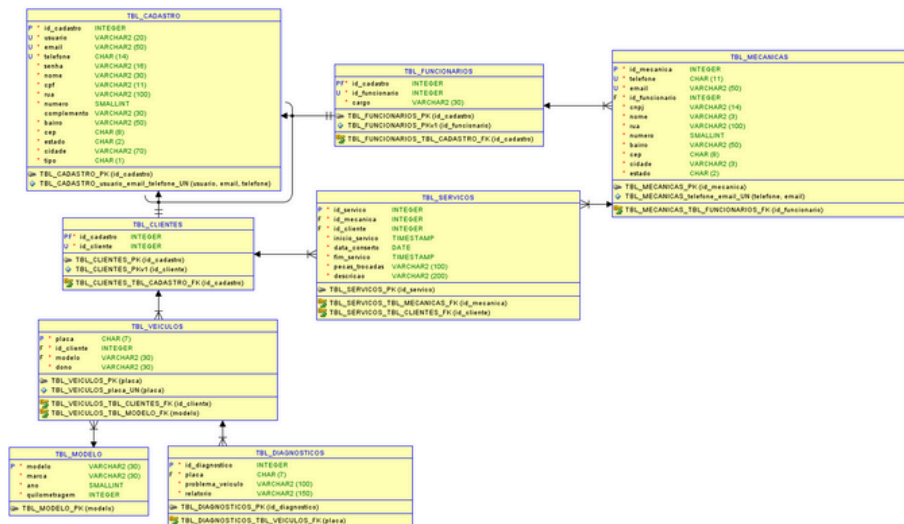 TBL_CADASTRO
P * id_cadastro INTEGER
U * usuario VARCHAR2 (20)
U * email VARCHAR2 (50)
U * telefone CHAR (14)
* senha VARCHAR2 (16)
* nome VARCHAR2 (30)
* cpf VARCHAR2 (11)
* rua VARCHAR2 (100)
* numero SMALLINT
complemento VARCHAR2 (30)
* bairro VARCHAR2 (50)
* cep CHAR (8)
* estado CHAR (2)
* cidade VARCHAR2 (70)
* tipo CHAR (1)
TBL_CADASTRO_PK (id_cadastro)
TBL_CADASTRO_usuario_email_telefone_UN (usuario, email, telefone)
TBL_FUNCIONARIOS
PF* id_cadastro INTEGER
U * id_funcionario INTEGER
* cargo VARCHAR2 (30)
TBL_FUNCIONARIOS_PK (id_cadastro)
TBL_FUNCIONARIOS_PKv1 (id_funcionario)
TBL_FUNCIONARIOS_TBL_CADASTRO_FK (id_cadastro)
TBL_MECANICAS
P * id_mecanica INTEGER
U * telefone CHAR (11)
U * email VARCHAR2 (50)
F * id_funcionario INTEGER
* cnpj VARCHAR2 (14)
* nome VARCHAR2 (3)
* rua VARCHAR2 (100)
* numero SMALLINT
* bairro VARCHAR2 (50)
* cep CHAR (8)
* cidade VARCHAR2 (3)
* estado CHAR (2)
TBL_MECANICAS_PK (id_mecanica)
TBL_MECANICAS_telefone_email_UN (telefone, email)
TBL_MECANICAS_TBL_FUNCIONARIOS_FK (id_funcionario)
TBL_SERVICOS
P * id_servico INTEGER
F * id_mecanica INTEGER
F * id_cliente INTEGER
* inicio_servico TIMESTAMP
* data_conserto DATE
* fim_servico TIMESTAMP
* pecas_trocadas VARCHAR2 (100)
* descricao VARCHAR2 (200)
TBL_SERVICOS_PK (id_servico)
TBL_SERVICOS_TBL_MECANICAS_FK (id_mecanica)
TBL_SERVICOS_TBL_CLIENTES_FK (id_cliente)
TBL_CLIENTES
PF* id_cadastro INTEGER
U * id_cliente INTEGER
TBL_CLIENTES_PK (id_cadastro)
TBL_CLIENTES_PKv1 (id_cliente)
TBL_CLIENTES_TBL_CADASTRO_FK (id_cadastro)
TBL_VEICULOS
P * placa CHAR (7)
F * id_cliente INTEGER
F * modelo VARCHAR2 (30)
* dono VARCHAR2 (30)
TBL_VEICULOS_PK (placa)
TBL_VEICULOS_placa_UN (placa)
TBL_VEICULOS_TBL_CLIENTES_FK (id_cliente)
TBL_VEICULOS_TBL_MODELO_FK (modelo)
TBL_MODELO
P * modelo VARCHAR2 (30)
* marca VARCHAR2 (30)
* ano SMALLINT
* quilometragem INTEGER
TBL_MODELO_PK (modelo)
TBL_DIAGNOSTICOS
P * id_diagnostico INTEGER
F * placa CHAR (7)
* problema_veiculo VARCHAR2 (100)
* relatorio VARCHAR2 (150)
TBL_DIAGNOSTICOS_PK (id_diagnostico)
TBL_DIAGNOSTICOS_TBL_VEICULOS_FK (placa)